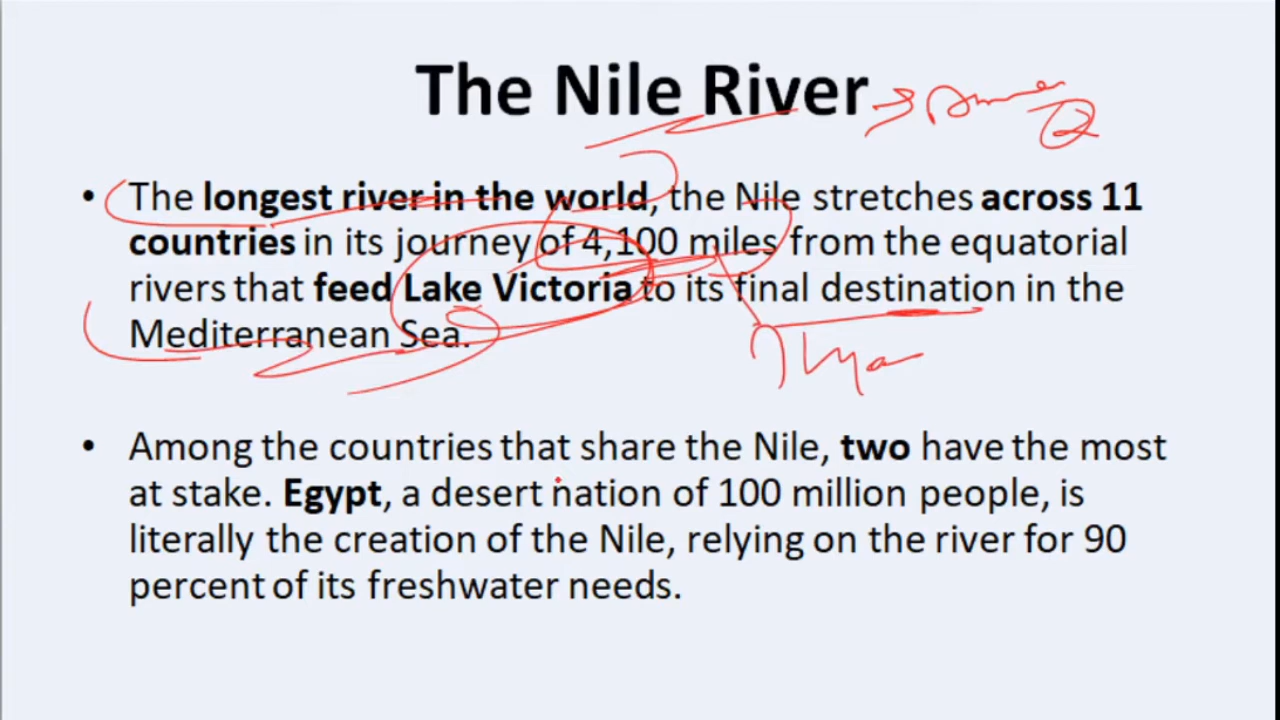 The Nile River
• The longest river in the world, the Nile stretches across 11
countries in its journey of 4,100 miles from the equatorial
rivers that feed Lake Victoria to its final destination in the
Mediterranean Sea.
• Among the countries that share the Nile, two have the most
at stake. Egypt, a desert nation of 100 million people, is
literally the creation of the Nile, relying on the river for 90
percent of its freshwater needs.